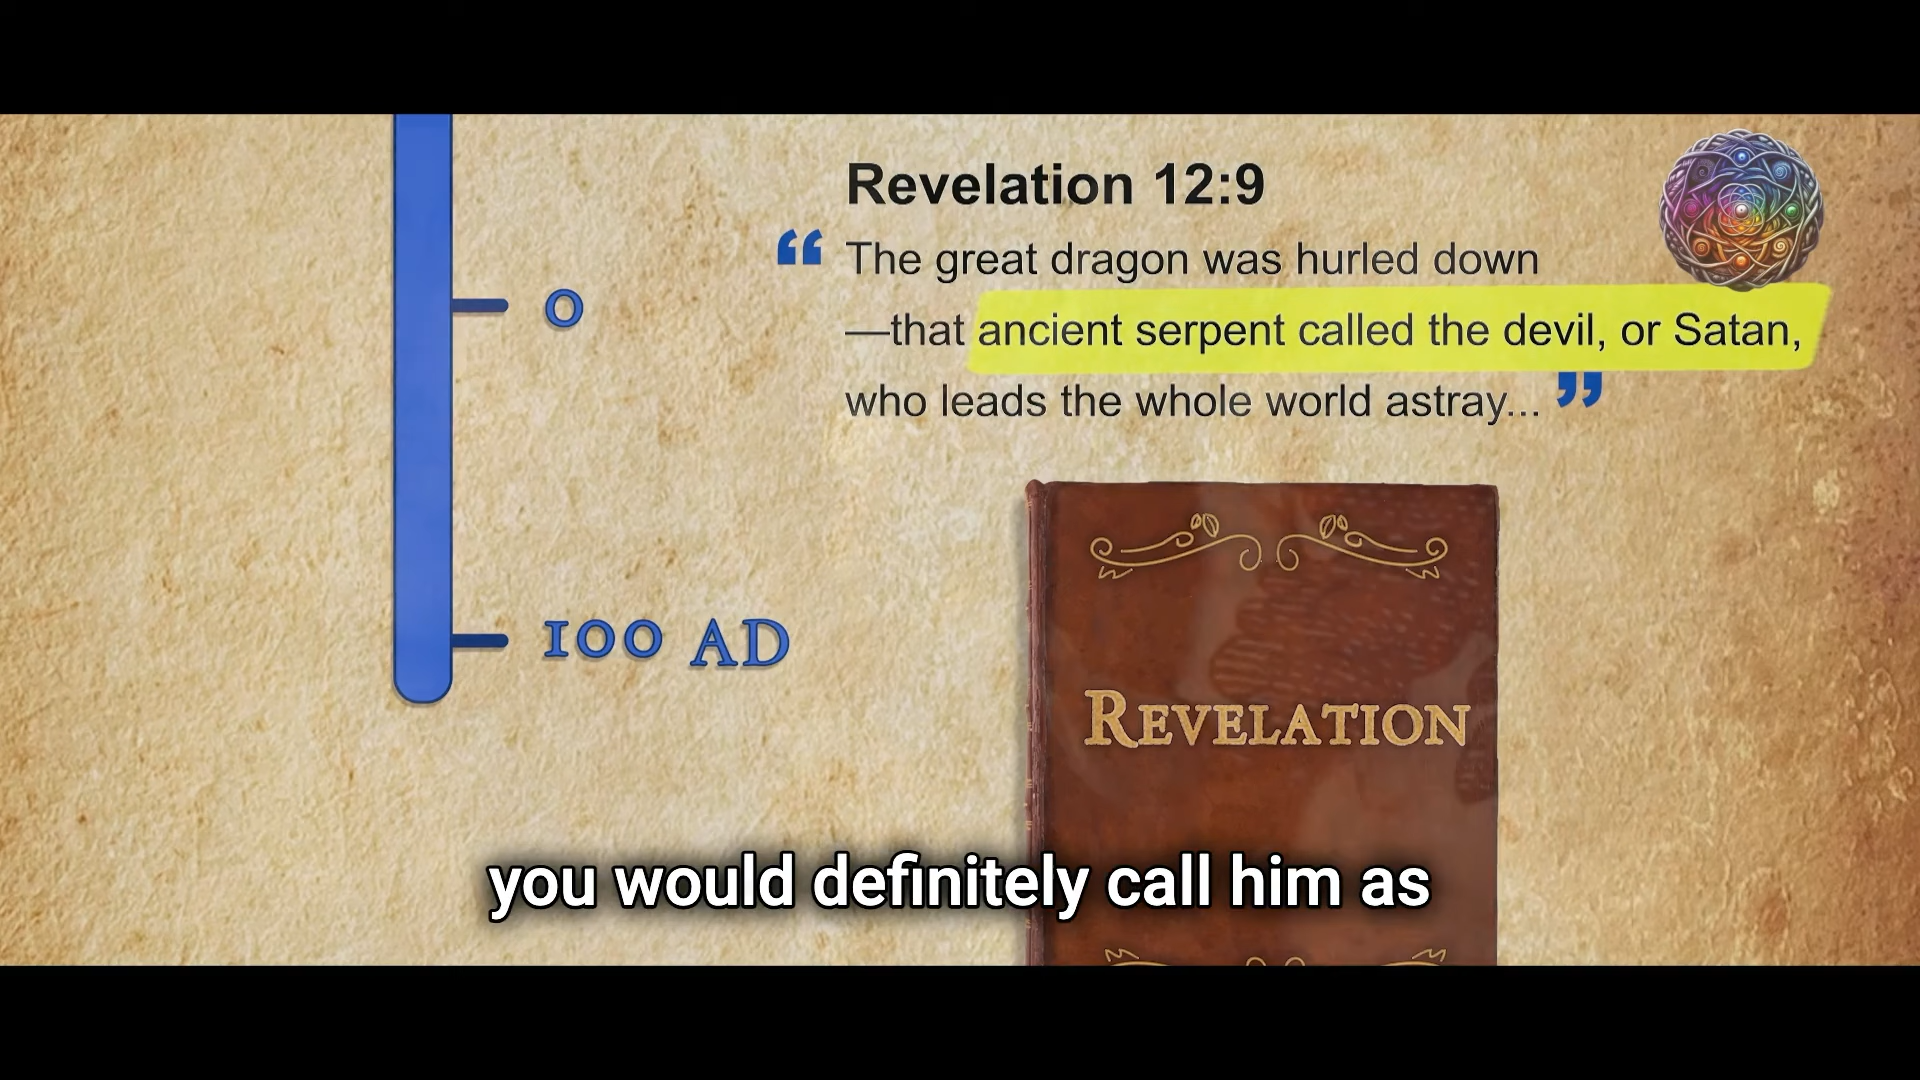 Revelation 12:9
“ The great dragon was hurled down
—that ancient serpent called the devil, or Satan,
who leads the whole world astray... ”
0
100 AD
REVELATION
you would definitely call him as